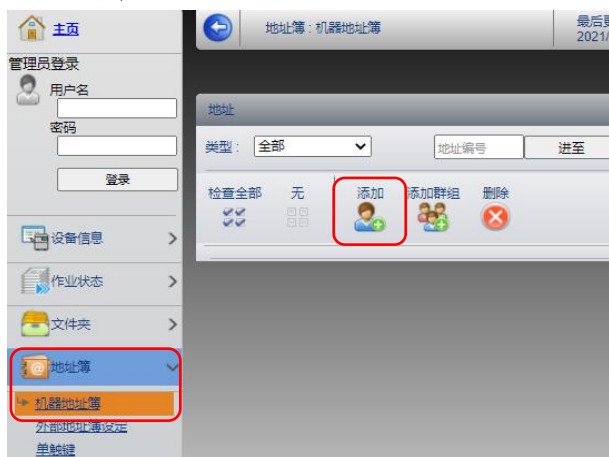 主页
管理员登录
用户名
密码
登录
设备信息
作业状态
文件夹
地址簿
机器地址簿
外部地址簿设定
单触键
地址簿 : 机器地址簿
最后更
2021/
地址
类型 : 全部 地址编号 进至
检查全部 无 添加 添加群组 删除